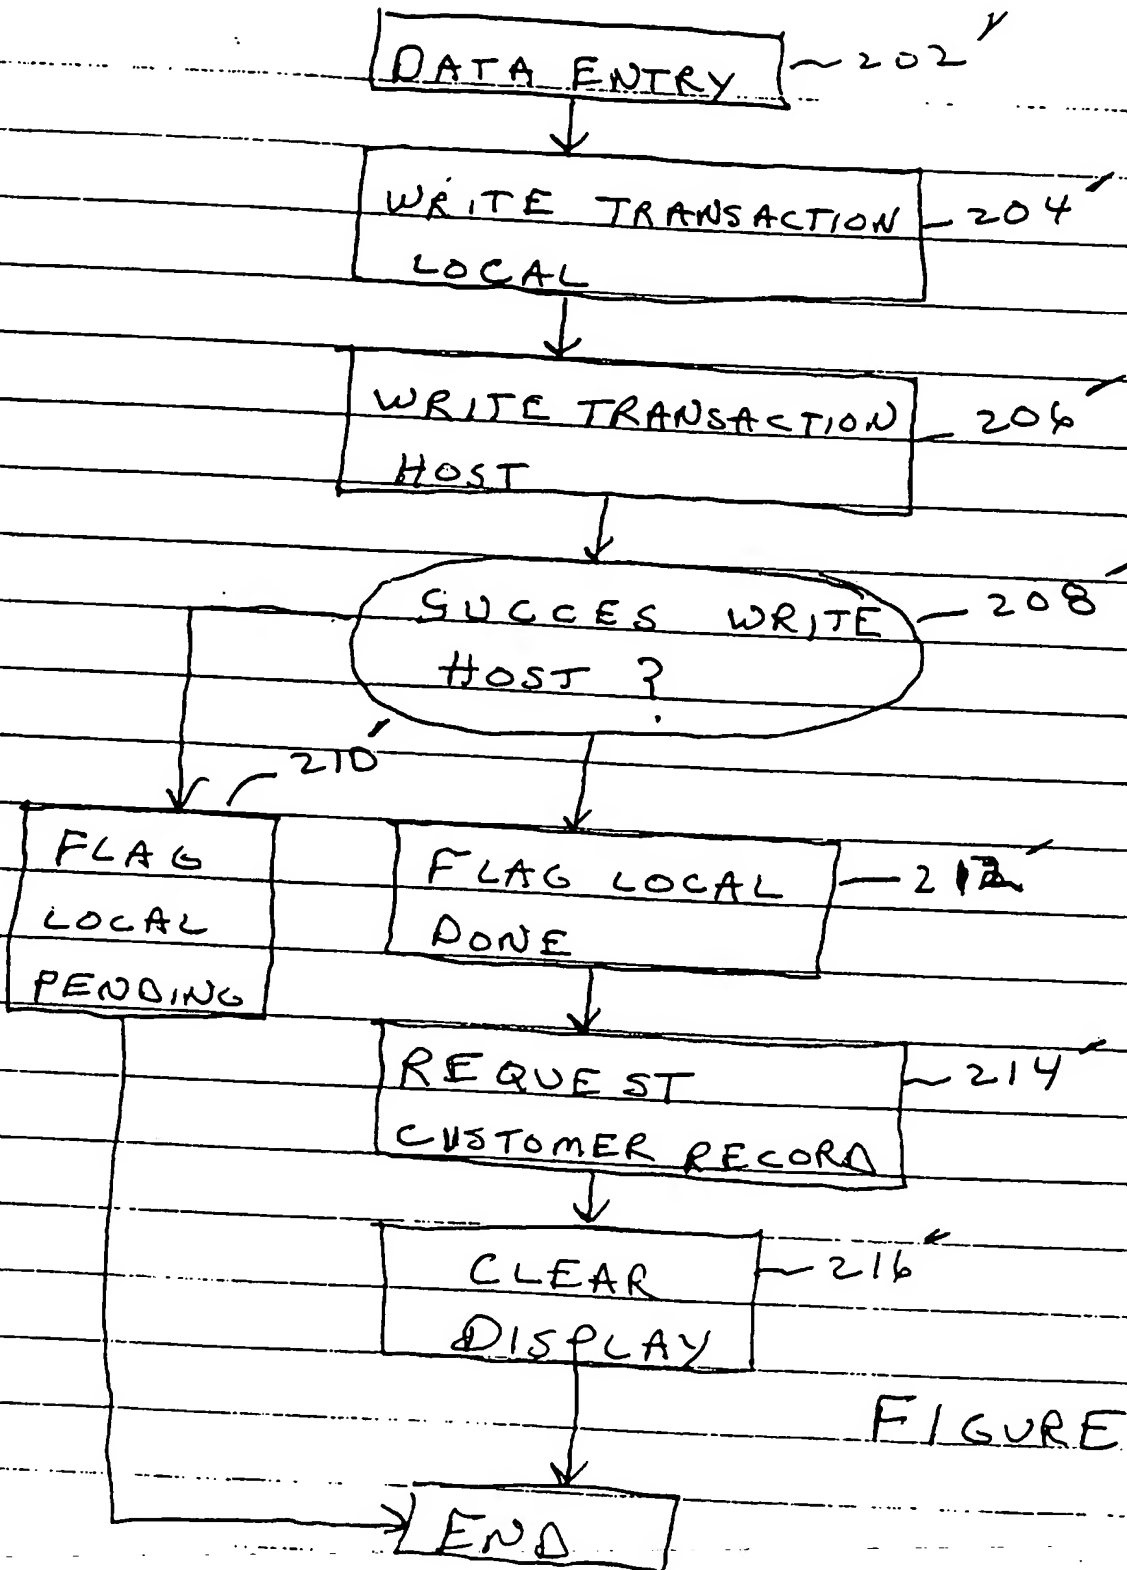 DATA ENTRY
202'
WRITE TRANSACTION
LOCAL
204'
WRITE TRANSACTION
HOST
206'
SUCCES WRITE
HOST ?
208'
210'
FLAG
LOCAL
PENDING
FLAG LOCAL
DONE
212'
REQUEST
CUSTOMER RECORD
214'
CLEAR
DISPLAY
216'
FIGURE
END